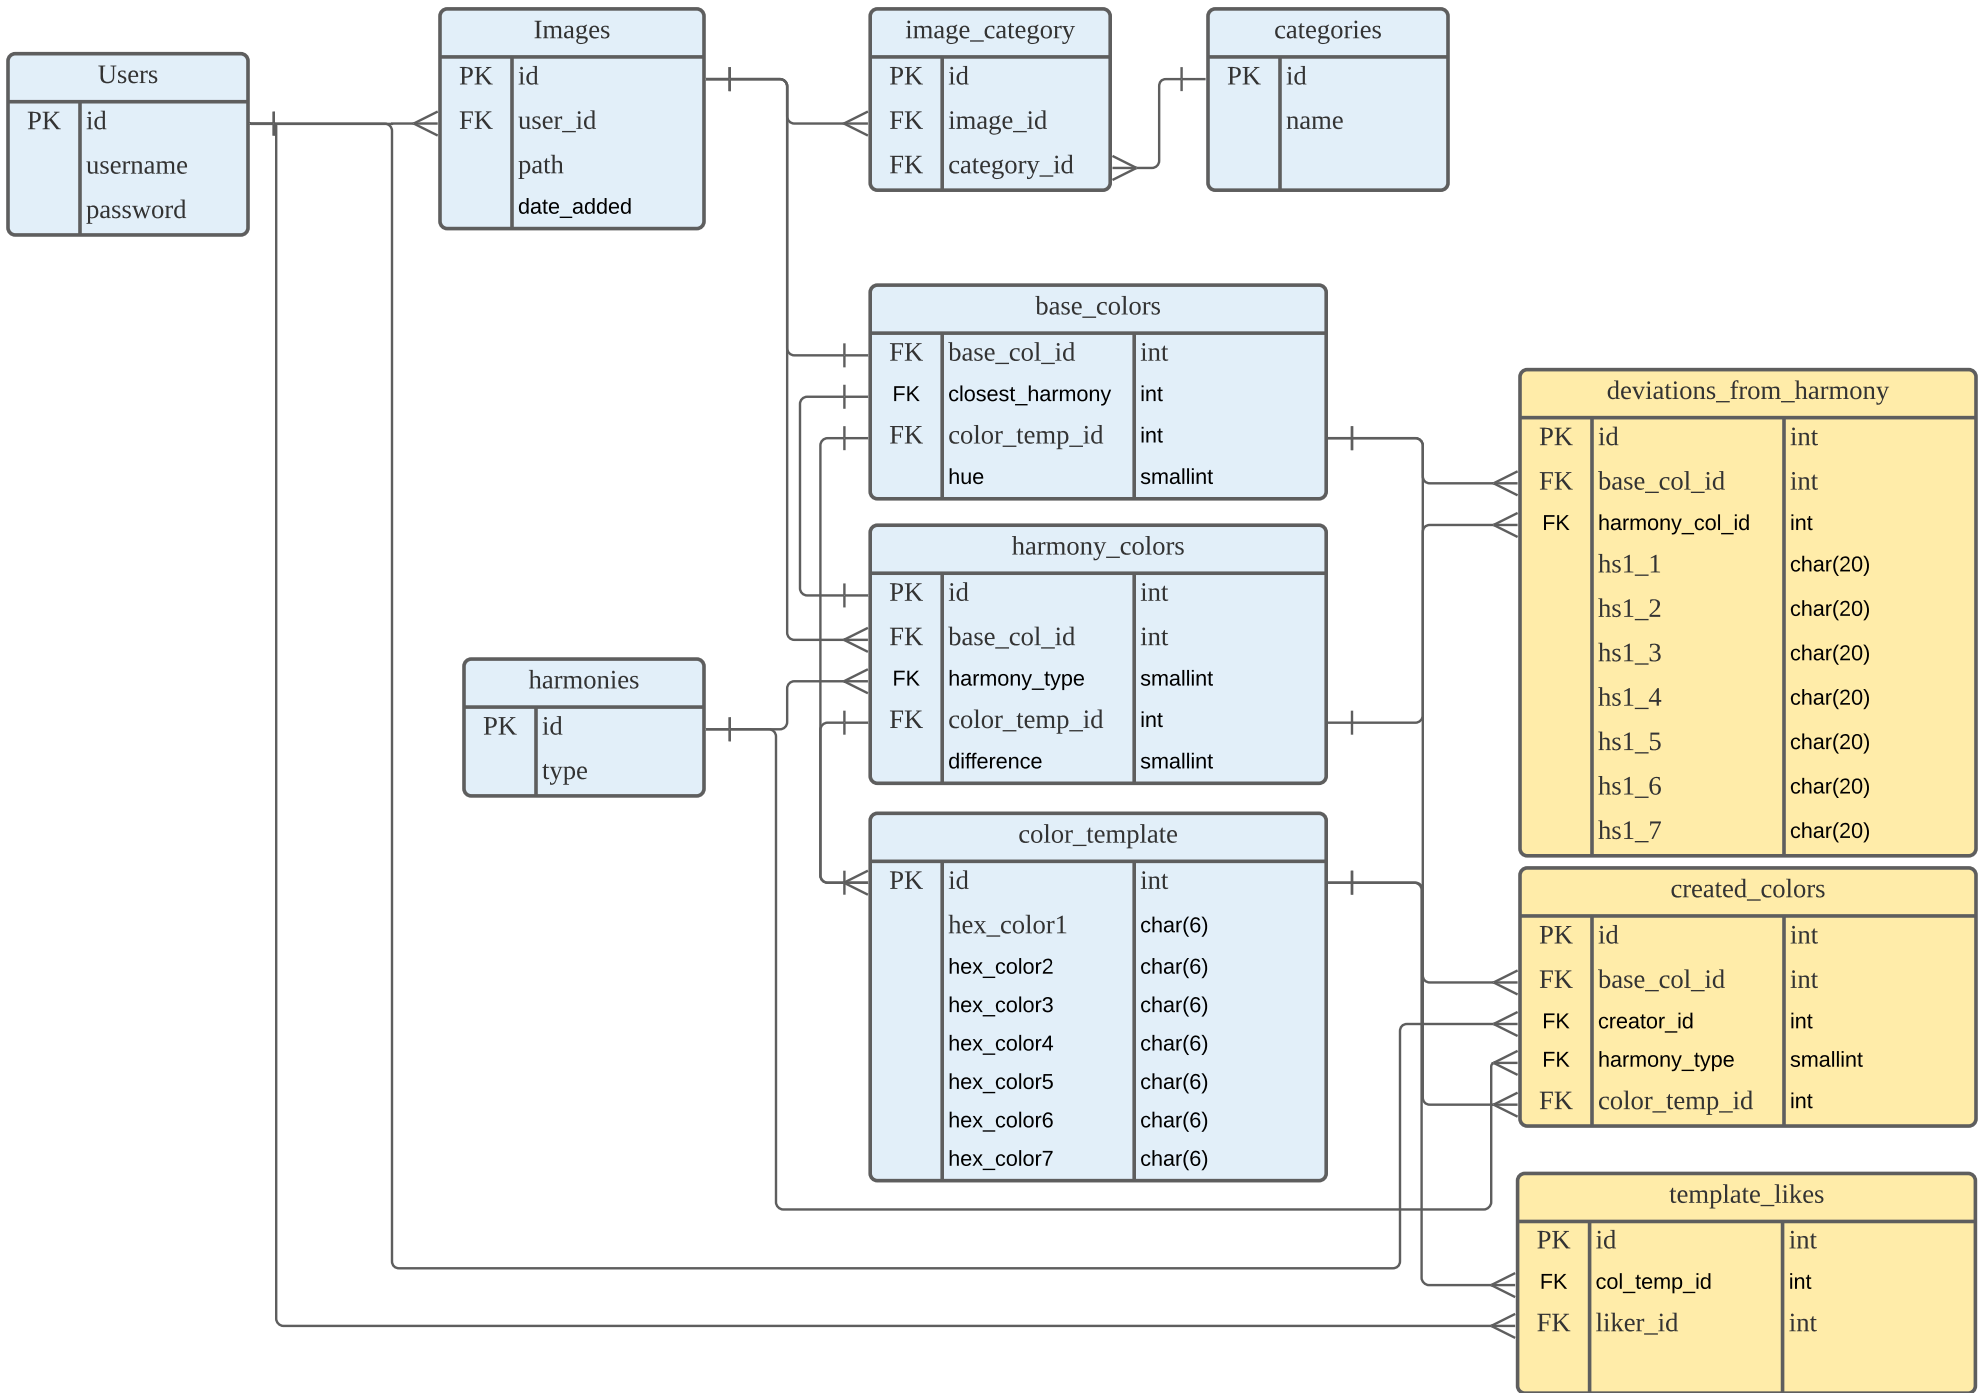 Users
PK id
username
password
Images
PK id
FK user_id
path
date_added
image_category
PK id
FK image_id
FK category_id
categories
PK id
name
base_colors
FK base_col_id int
FK closest_harmony int
FK color_temp_id int
hue smallint
harmony_colors
PK id int
FK base_col_id int
FK harmony_type smallint
FK color_temp_id int
difference smallint
harmonies
PK id
type
color_template
PK id int
hex_color1 char(6)
hex_color2 char(6)
hex_color3 char(6)
hex_color4 char(6)
hex_color5 char(6)
hex_color6 char(6)
hex_color7 char(6)
deviations_from_harmony
PK id int
FK base_col_id int
FK harmony_col_id int
hs1_1 char(20)
hs1_2 char(20)
hs1_3 char(20)
hs1_4 char(20)
hs1_5 char(20)
hs1_6 char(20)
hs1_7 char(20)
created_colors
PK id int
FK base_col_id int
FK creator_id int
FK harmony_type smallint
FK color_temp_id int
template_likes
PK id int
FK col_temp_id int
FK liker_id int